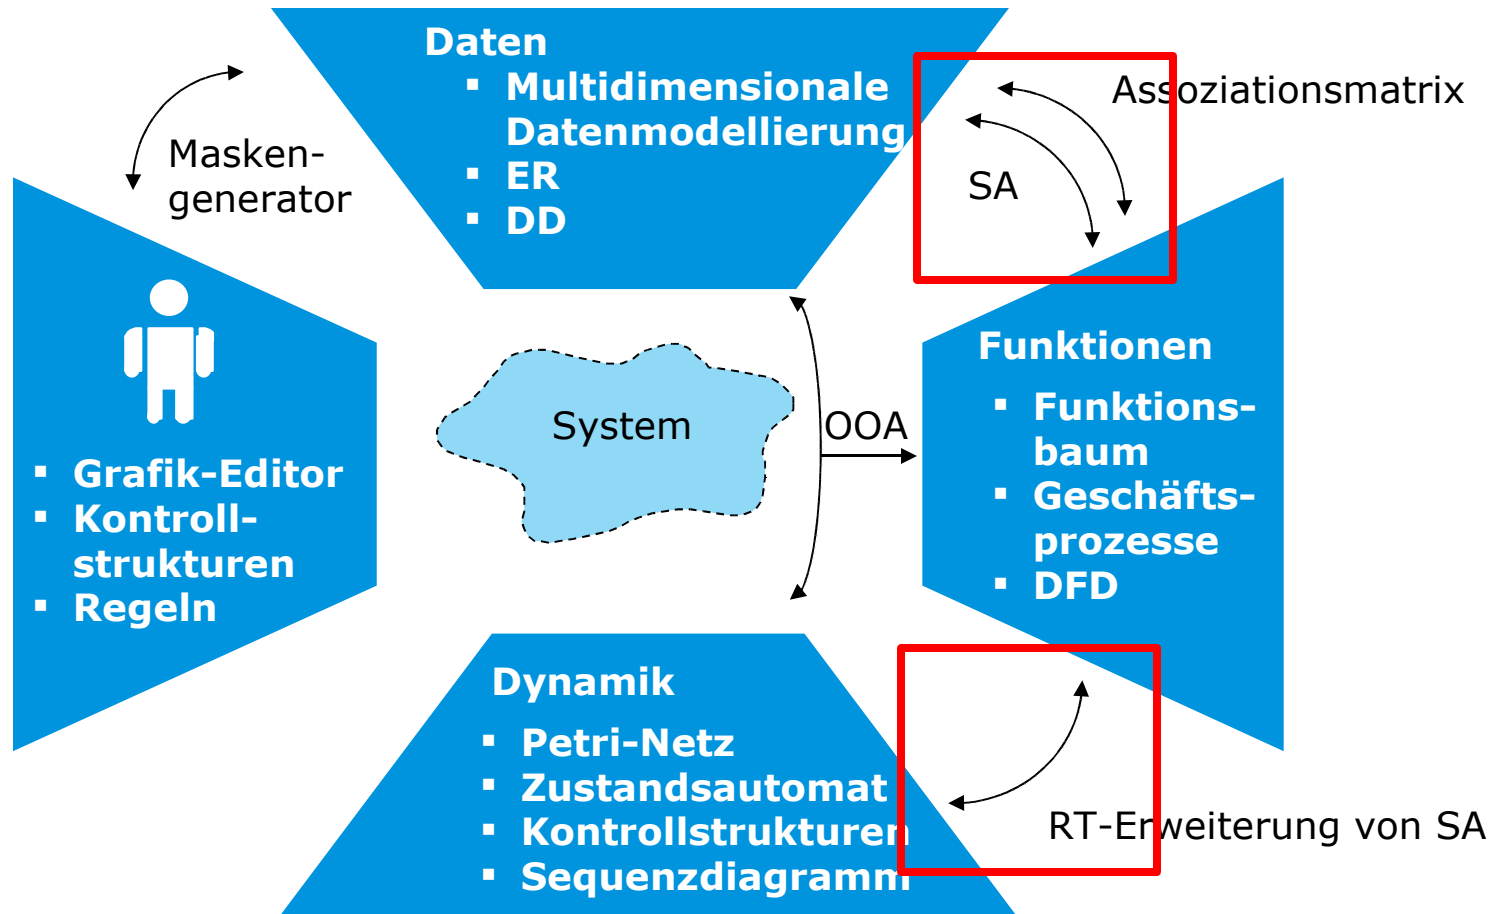 Daten
▪ Multidimensionale
Datenmodellierung
▪ ER
▪ DD
Assoziationsmatrix
SA
Masken-
generator
▪ Grafik-Editor
▪ Kontroll-
strukturen
▪ Regeln
System
OOA
Funktionen
▪ Funktions-
baum
▪ Geschäfts-
prozesse
▪ DFD
Dynamik
▪ Petri-Netz
▪ Zustandsautomat
▪ Kontrollstrukturen
▪ Sequenzdiagramm
RT-Erweiterung von SA